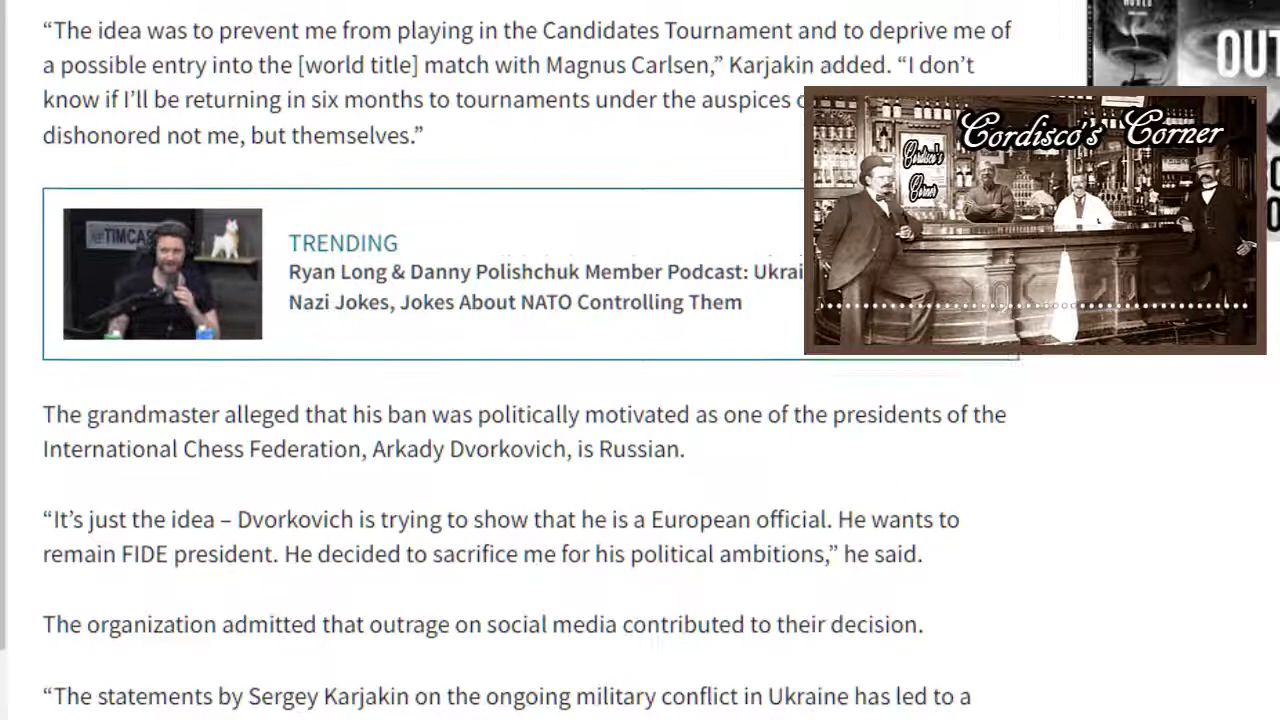 “The idea was to prevent me from playing in the Candidates Tournament and to deprive me of
a possible entry into the [world title] match with Magnus Carlsen,” Karjakin added. “I don’t
know if I’ll be returning in six months to tournaments under the auspices
dishonored not me, but themselves.”
OUT
Cordisco's Corner
Cordisco's
Corner
TIMCAS
TRENDING
Ryan Long & Danny Polishchuk Member Podcast: Ukrai
Nazi Jokes, Jokes About NATO Controlling Them
The grandmaster alleged that his ban was politically motivated as one of the presidents of the
International Chess Federation, Arkady Dvorkovich, is Russian.
“It’s just the idea – Dvorkovich is trying to show that he is a European official. He wants to
remain FIDE president. He decided to sacrifice me for his political ambitions,” he said.
The organization admitted that outrage on social media contributed to their decision.
“The statements by Sergey Karjakin on the ongoing military conflict in Ukraine has led to a